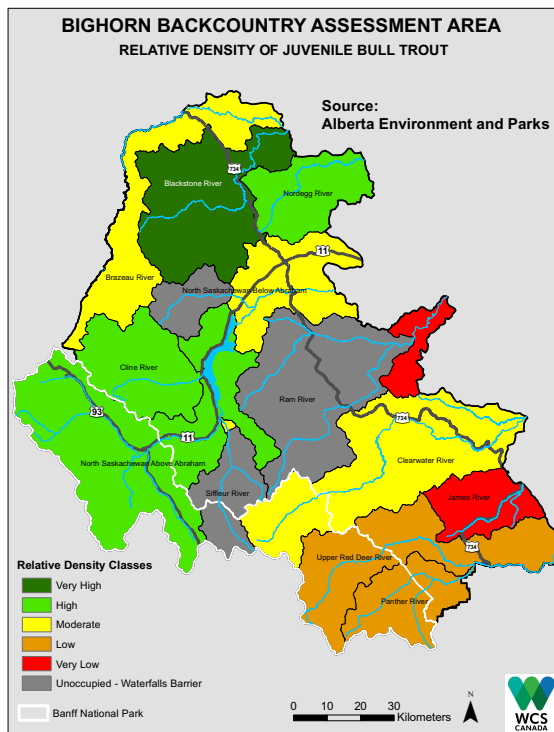 BIGHORN BACKCOUNTRY ASSESSMENT AREA
RELATIVE DENSITY OF JUVENILE BULL TROUT
Source:
Alberta Environment and Parks
734
Blackstone River
Nordegg River
11
Brazeau River
North Saskachewan Below Abraham
Cline River
Ram River
93
734
11
Clearwater River
North Saskachewan Above Abraham
Siffleur River
James River
734
Upper Red Deer River
Panther River
Relative Density Classes
Very High
High
Moderate
Low
Very Low
Unoccupied - Waterfalls Barrier
Banff National Park
0 10 20 30
Kilometers
N
WCS
CANADA